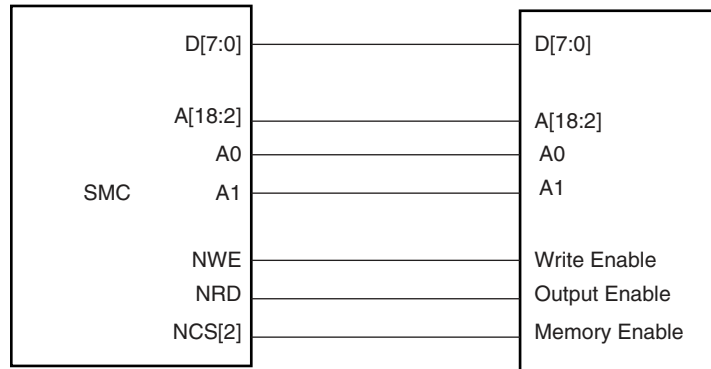 D[7:0] D[7:0]
A[18:2] A[18:2]
A0 A0
SMC A1 A1
NWE Write Enable
NRD Output Enable
NCS[2] Memory Enable